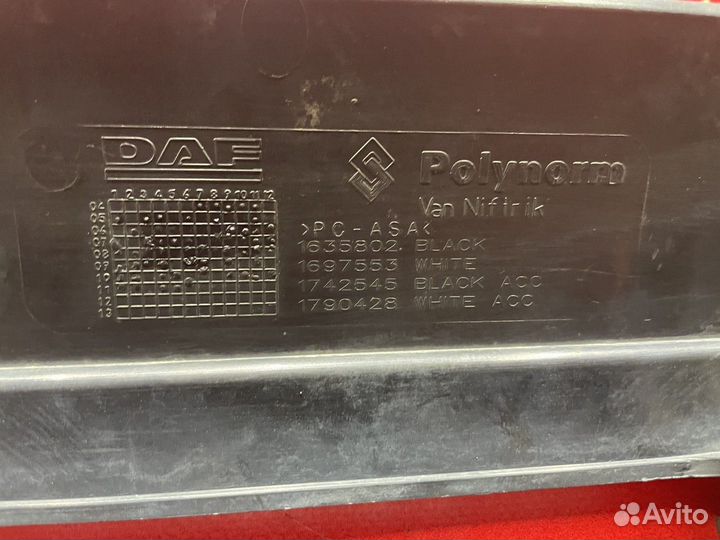 DAF
Polynorm
Van Niftrik
1 2 3 4 5 6 7 8 9 10 11 12
04
05
06
07
08
09
10
11
12
13
>PC-ASA<
1635802 BLACK
1697553 WHITE
1742545 BLACK ACC
1790428 WHITE ACC
Avito